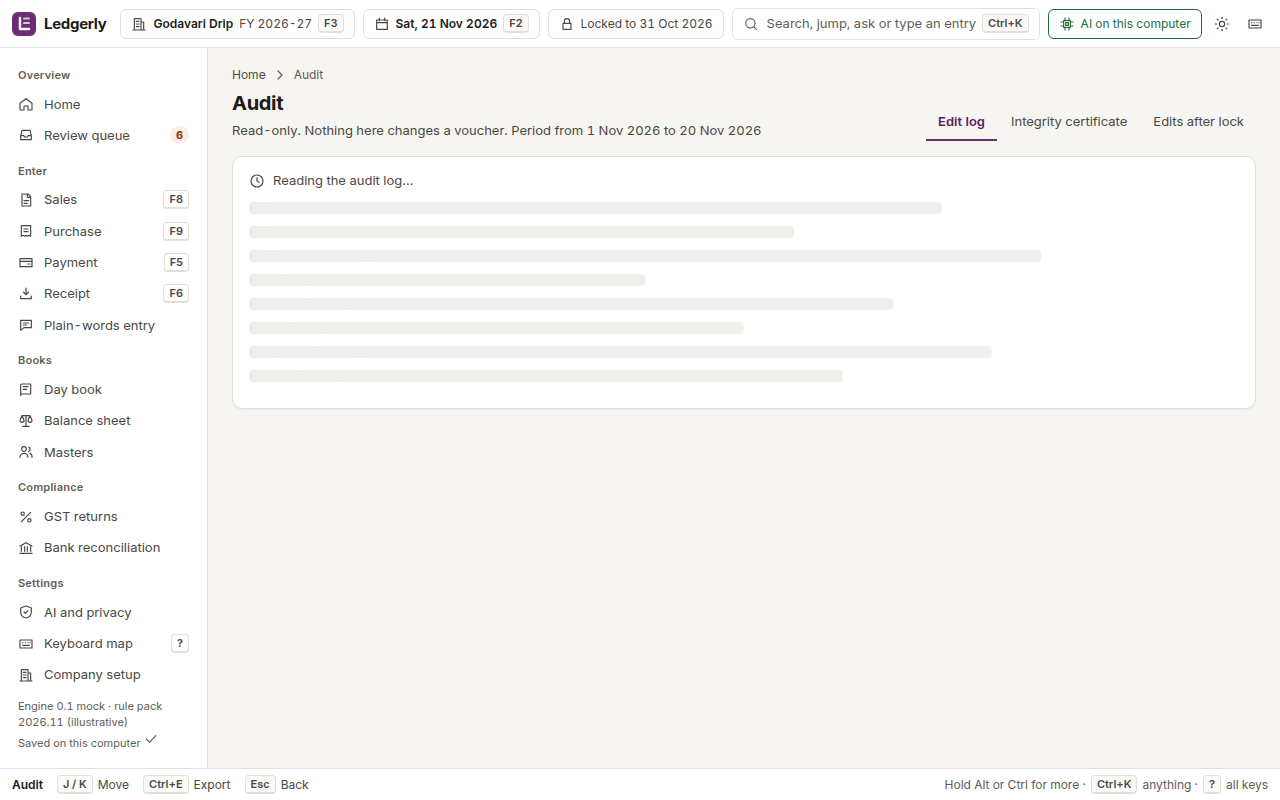 Ledgerly
Godavari Drip FY 2026-27 F3
Sat, 21 Nov 2026 F2
Locked to 31 Oct 2026
Search, jump, ask or type an entry Ctrl+K
AI on this computer
Overview
Home
Review queue 6
Enter
Sales F8
Purchase F9
Payment F5
Receipt F6
Plain-words entry
Books
Day book
Balance sheet
Masters
Compliance
GST returns
Bank reconciliation
Settings
AI and privacy
Keyboard map ?
Company setup
Engine 0.1 mock · rule pack
2026.11 (illustrative)
Saved on this computer
Home > Audit
Audit
Read-only. Nothing here changes a voucher. Period from 1 Nov 2026 to 20 Nov 2026
Edit log Integrity certificate Edits after lock
Reading the audit log...
Audit J / K Move Ctrl+E Export Esc Back
Hold Alt or Ctrl for more · Ctrl+K anything · ? all keys